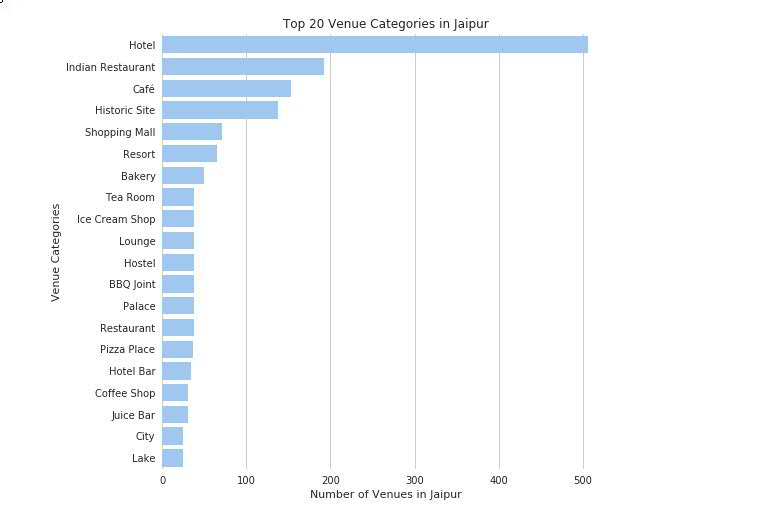 Top 20 Venue Categories in Jaipur
Hotel
Indian Restaurant
Café
Historic Site
Shopping Mall
Resort
Bakery
Tea Room
Ice Cream Shop
Lounge
Hostel
BBQ Joint
Palace
Restaurant
Pizza Place
Hotel Bar
Coffee Shop
Juice Bar
City
Lake
Venue Categories
0 100 200 300 400 500
Number of Venues in Jaipur